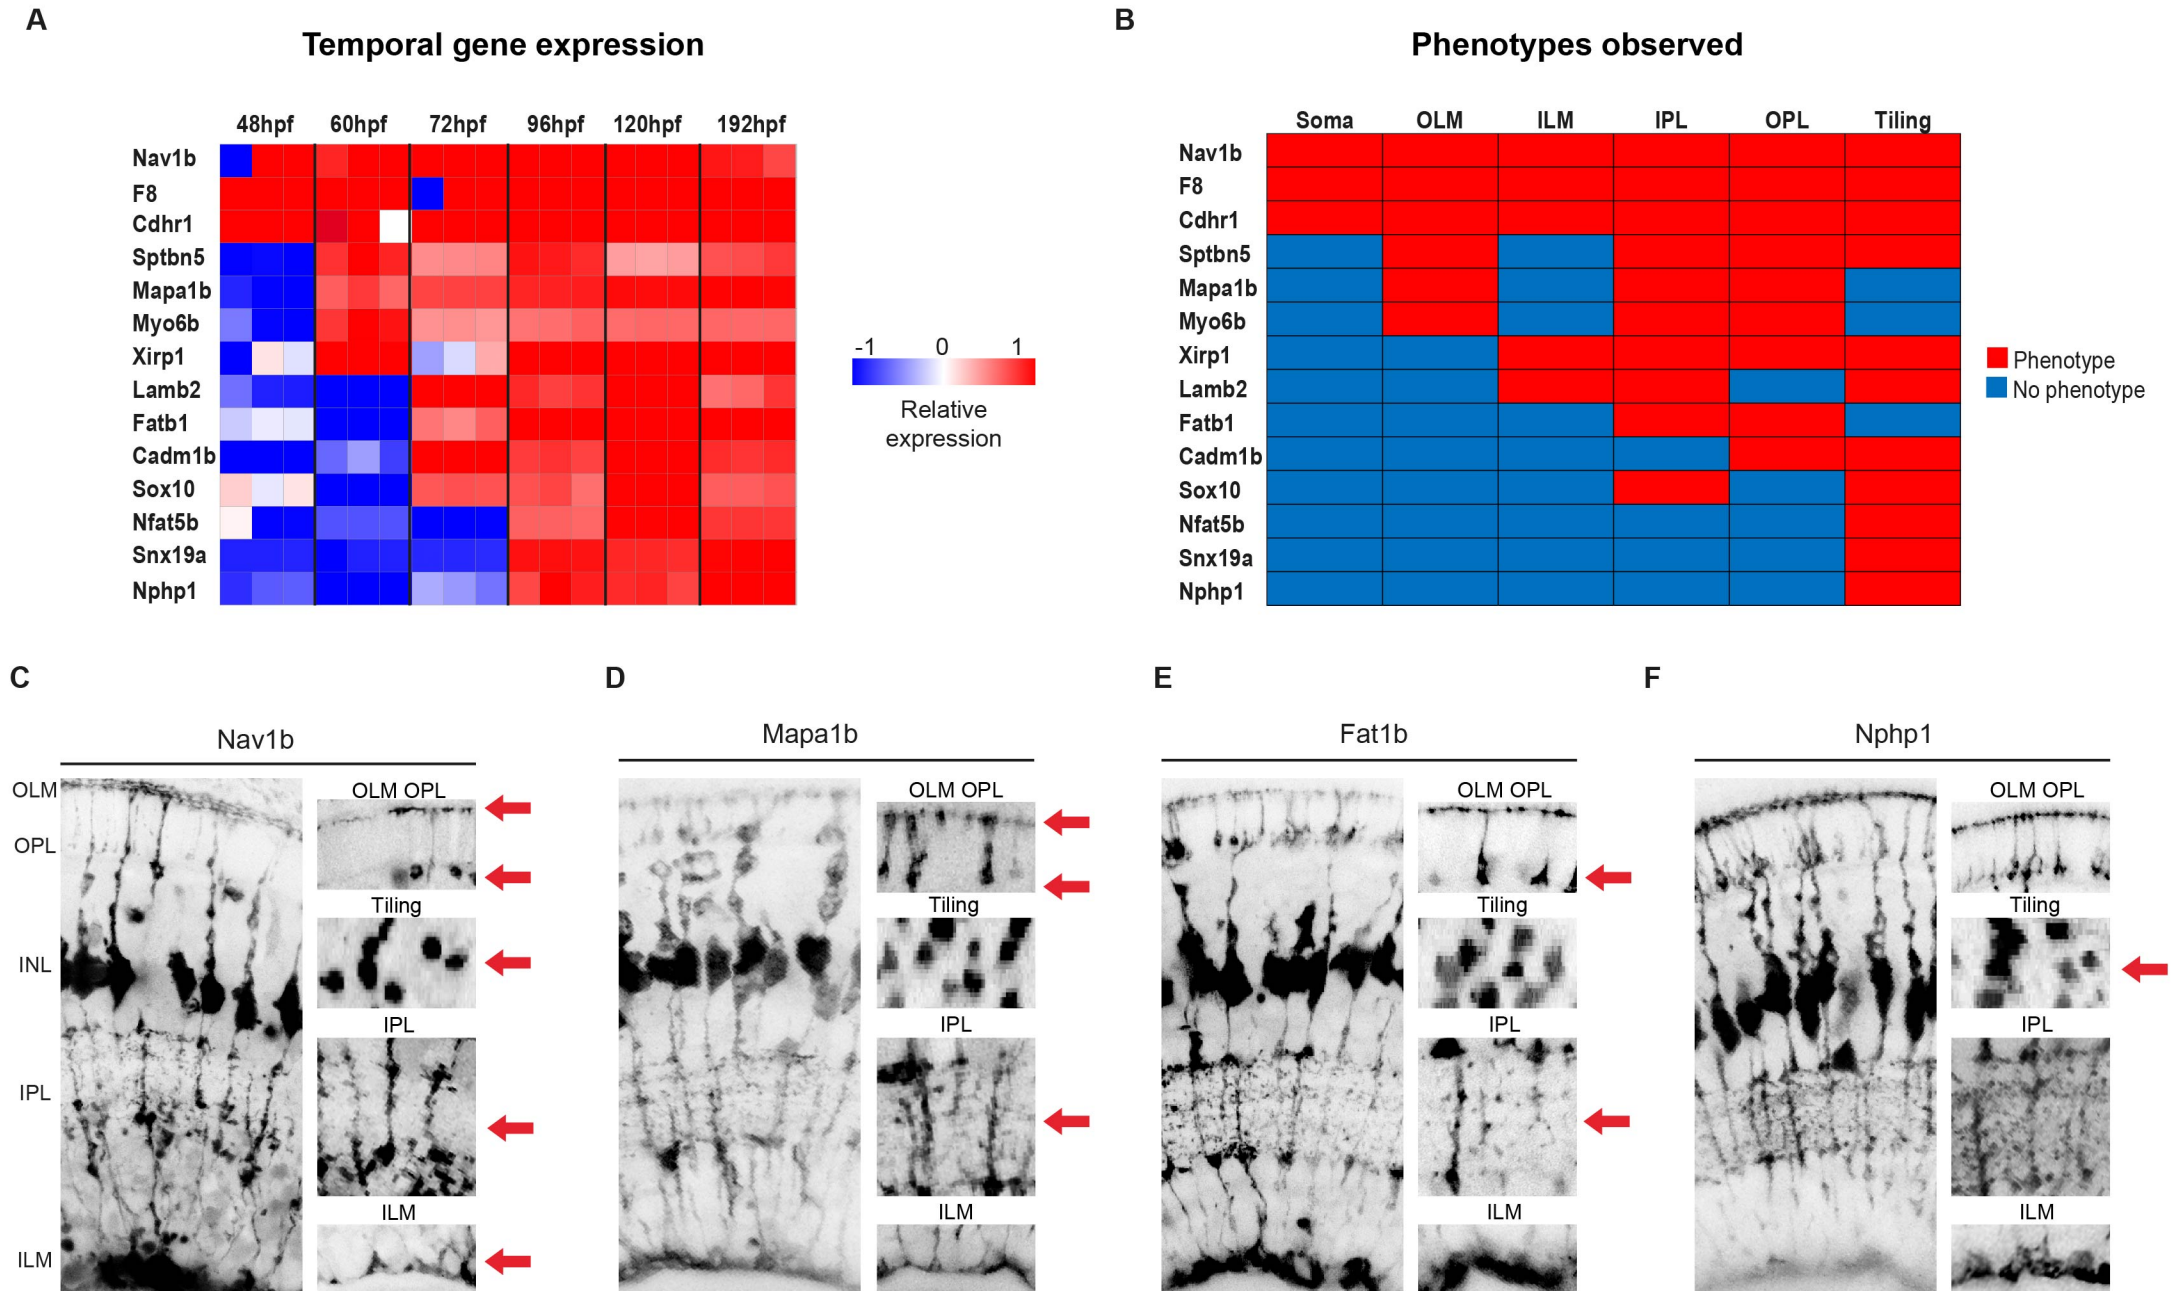 A
Temporal gene expression
48hpf 60hpf 72hpf 96hpf 120hpf 192hpf
Nav1b
F8
Cdhr1
Sptbn5
Mapa1b
Myo6b
Xirp1
Lamb2
Fatb1
Cadm1b
Sox10
Nfat5b
Snx19a
Nphp1
-1 0 1
Relative
expression
B
Phenotypes observed
Soma OLM ILM IPL OPL Tiling
Nav1b
F8
Cdhr1
Sptbn5
Mapa1b
Myo6b
Xirp1
Lamb2
Fatb1
Cadm1b
Sox10
Nfat5b
Snx19a
Nphp1
Phenotype
No phenotype
C
Nav1b
OLM
OPL
INL
IPL
ILM
OLM OPL
Tiling
IPL
ILM
D
Mapa1b
OLM OPL
Tiling
IPL
ILM
E
Fat1b
OLM OPL
Tiling
IPL
ILM
F
Nphp1
OLM OPL
Tiling
IPL
ILM